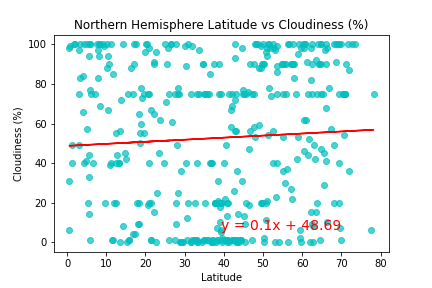 Northern Hemisphere Latitude vs Cloudiness (%)
100
80
60
40
20
0
Cloudiness (%)
y = 0.1x + 48.69
0 10 20 30 40 50 60 70 80
Latitude